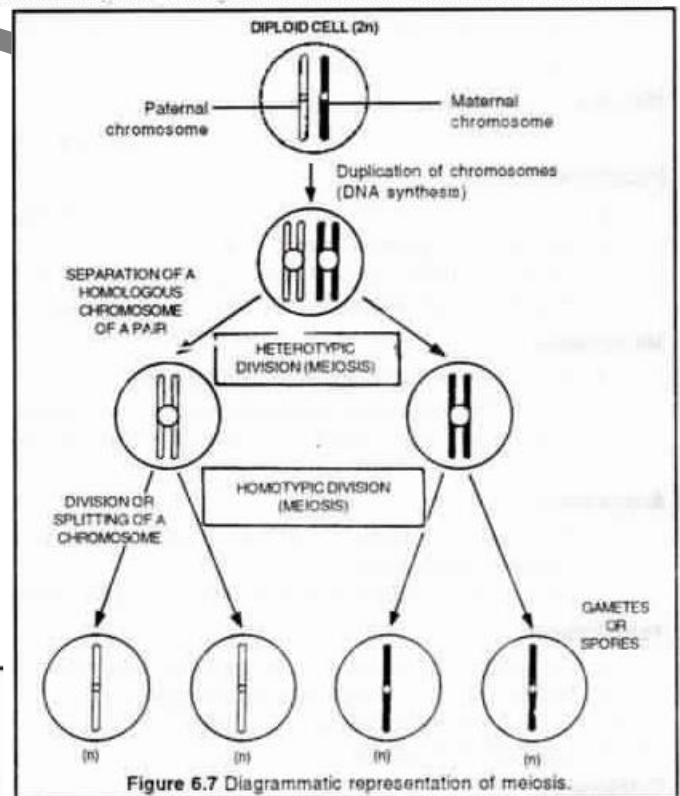 DIPLOID CELL (2n)
Paternal
chromosome
Maternal
chromosome
Duplication of chromosomes
(DNA synthesis)
SEPARATION OF A
HOMOLOGOUS
CHROMOSOME
OF A PAIR
HETEROTYPIC
DIVISION (MEIOSIS)
HOMOTYPIC DIVISION
(MEIOSIS)
DIVISION OR
SPLITTING OF A
CHROMOSOME
GAMETES
OR
SPORES
(n)
(n)
(n)
(n)
Figure 6.7 Diagrammatic representation of meiosis.